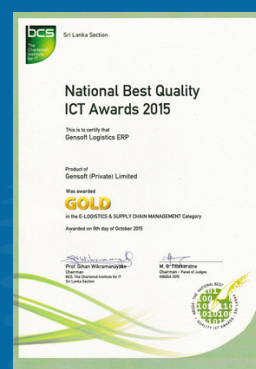 bcs
Sri Lanka Section
The
Chartered
Institute
for IT
National Best Quality
ICT Awards 2015
This is to certify that
Gensoft Logistics ERP
Product of
Gensoft (Private) Limited
Was awarded
GOLD
in the E-LOGISTICS & SUPPLY CHAIN MANAGEMENT Category
Awarded on 9th day of October 2015
Prof. Gihan Wikramanayake
Chairman
BCS, The Chartered Institute for IT
Sri Lanka Section
Chairman - Panel of Judges
NBQSA 2015